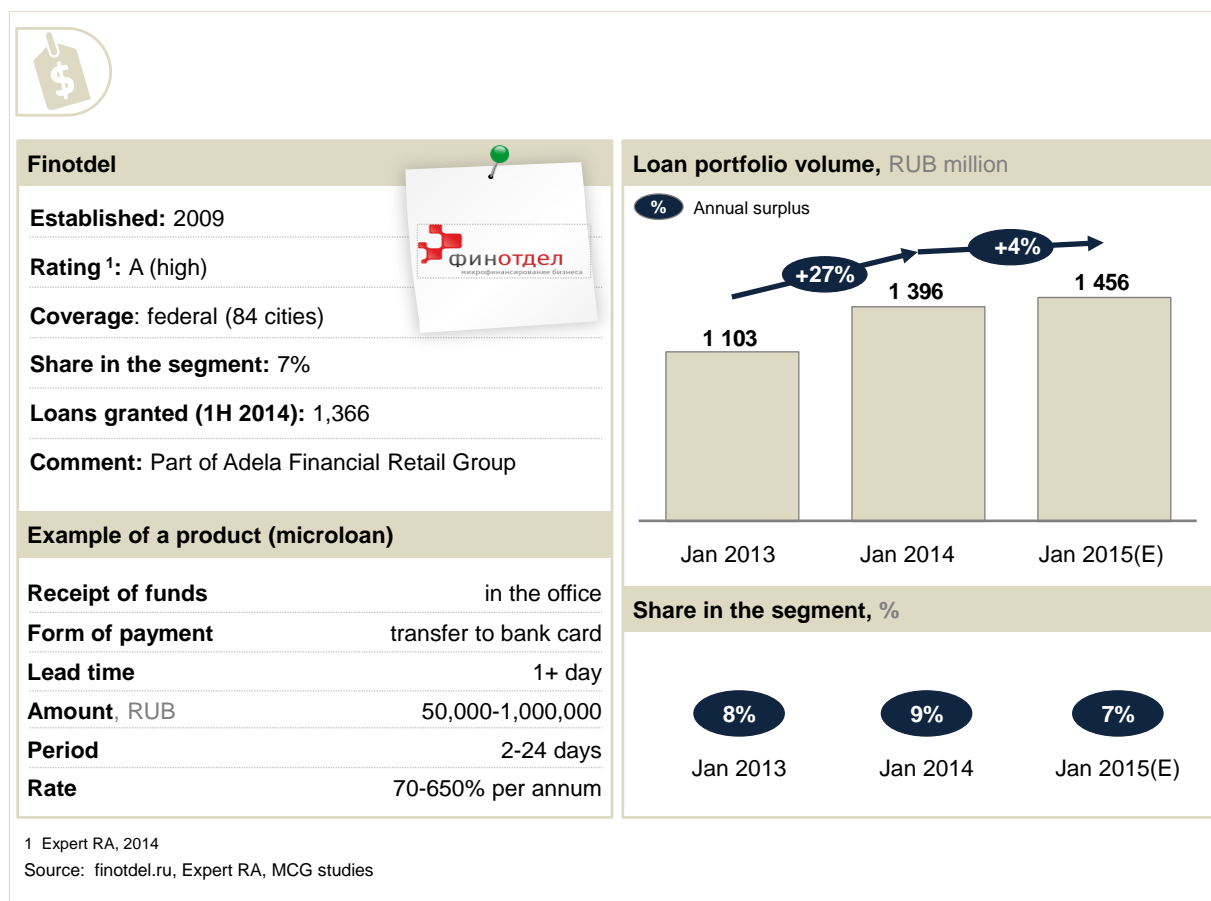 $
Finotdel
финотдел
микрофинансирование бизнеса
Established: 2009
Rating 1: A (high)
Coverage: federal (84 cities)
Share in the segment: 7%
Loans granted (1H 2014): 1,366
Comment: Part of Adela Financial Retail Group
Example of a product (microloan)
Receipt of funds in the office
Form of payment transfer to bank card
Lead time 1+ day
Amount, RUB 50,000-1,000,000
Period 2-24 days
Rate 70-650% per annum
Loan portfolio volume, RUB million
% Annual surplus
+27% +4%
1 103 1 396 1 456
Jan 2013 Jan 2014 Jan 2015(E)
Share in the segment, %
8% 9% 7%
Jan 2013 Jan 2014 Jan 2015(E)
1 Expert RA, 2014
Source: finotdel.ru, Expert RA, MCG studies